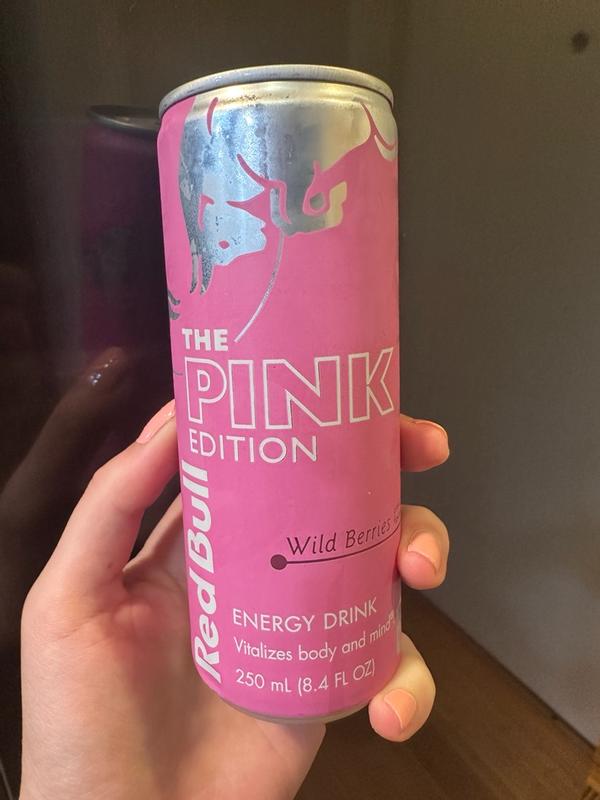 THE
PINK
EDITION
Red Bull
Wild Berries
ENERGY DRINK
Vitalizes body and mind®
250 mL (8.4 FL OZ)